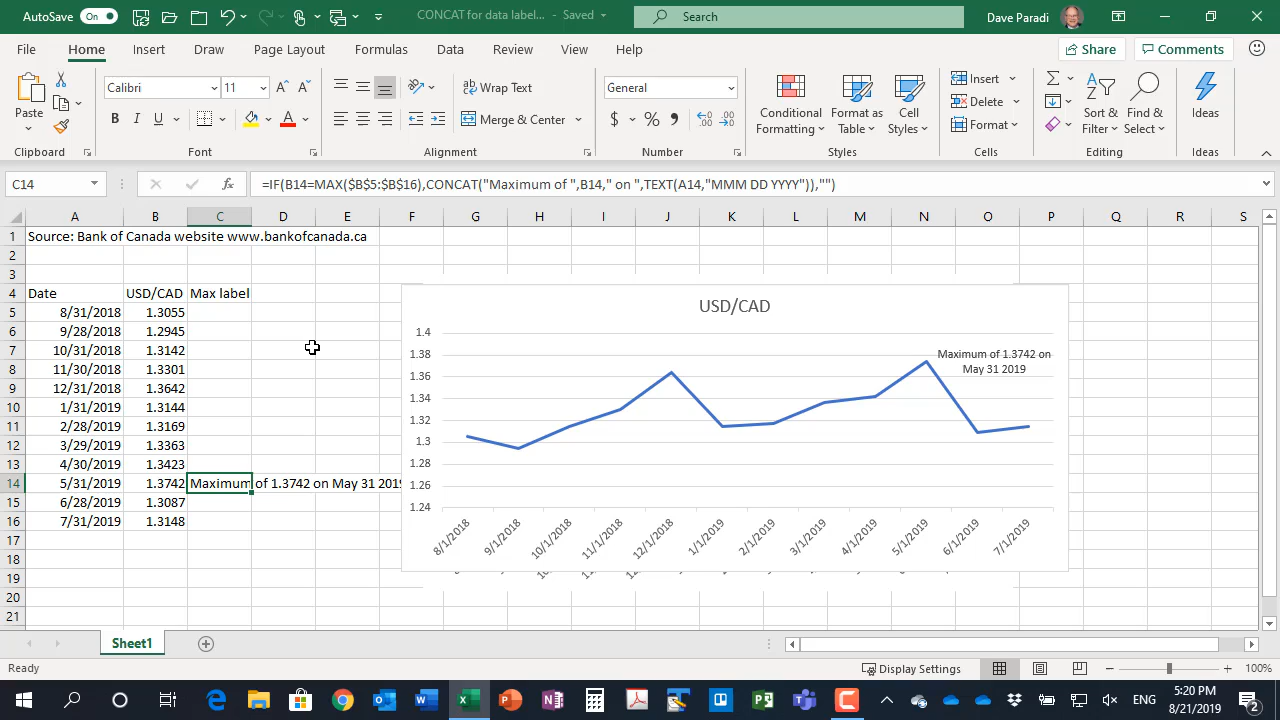 AutoSave On CONCAT for data label... - Saved Search Dave Paradi
File Home Insert Draw Page Layout Formulas Data Review View Help Share Comments
Paste Calibri 11 Wrap Text General Conditional Formatting Format as Table Cell Styles Insert Sort & Filter Find & Select Ideas
B I U A Merge & Center $ % Delete
Format
Clipboard Font Alignment Number Styles Cells Editing Ideas
C14 fx =IF(B14=MAX($B$5:$B$16),CONCAT("Maximum of ",B14," on ",TEXT(A14,"MMM DD YYYY")),"")
A B C D E F G H I J K L M N O P Q R S
1 Source: Bank of Canada website www.bankofcanada.ca
2
3
4 Date USD/CAD Max label
5 8/31/2018 1.3055
6 9/28/2018 1.2945
7 10/31/2018 1.3142
8 11/30/2018 1.3301
9 12/31/2018 1.3642
10 1/31/2019 1.3144
11 2/28/2019 1.3169
12 3/29/2019 1.3363
13 4/30/2019 1.3423
14 5/31/2019 1.3742 Maximum of 1.3742 on May 31 2019
15 6/28/2019 1.3087
16 7/31/2019 1.3148
17
18
19
20
21
USD/CAD
1.4
1.38
1.36
1.34
1.32
1.3
1.28
1.26
1.24
Maximum of 1.3742 on
May 31 2019
8/1/2018 9/1/2018 10/1/2018 11/1/2018 12/1/2018 1/1/2019 2/1/2019 3/1/2019 4/1/2019 5/1/2019 6/1/2019 7/1/2019
Sheet1
Ready Display Settings 100%
ENG 5:20 PM
8/21/2019 2